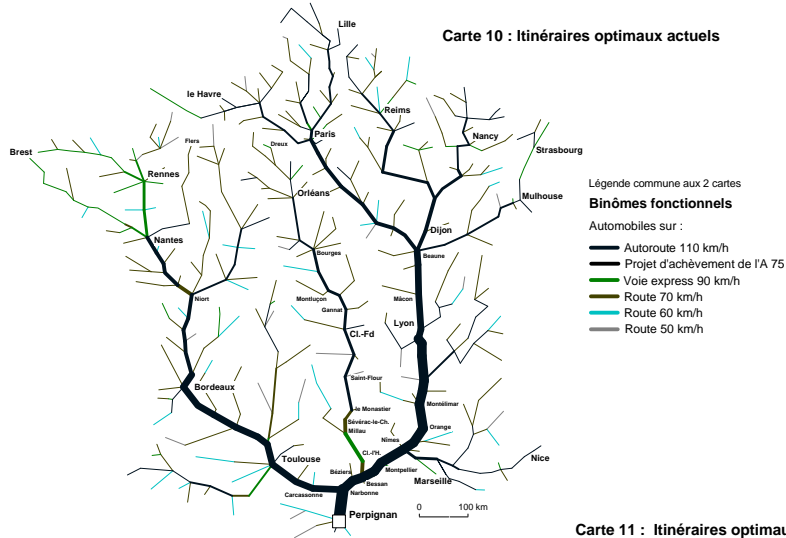 Carte 10 : Itinéraires optimaux actuels
Lille
le Havre
Reims
Paris
Flers
Dreux
Nancy
Brest
Strasbourg
Rennes
Orléans
Mulhouse
Nantes
Dijon
Bourges
Beaune
Niort
Montluçon
Mâcon
Gannat
Lyon
Cl.-Fd
Saint-Flour
Bordeaux
Montélimar
le Monastier
Sévérac-le-Ch.
Orange
Millau
Nîmes
Toulouse
Cl.-l'H.
Nice
Béziers
Montpellier
Marseille
Bessan
Carcassonne
Narbonne
Perpignan
0 100 km
Légende commune aux 2 cartes
Binômes fonctionnels
Automobiles sur :
Autoroute 110 km/h
Projet d'achèvement de l'A 75
Voie express 90 km/h
Route 70 km/h
Route 60 km/h
Route 50 km/h
Carte 11 : Itinéraires optimau